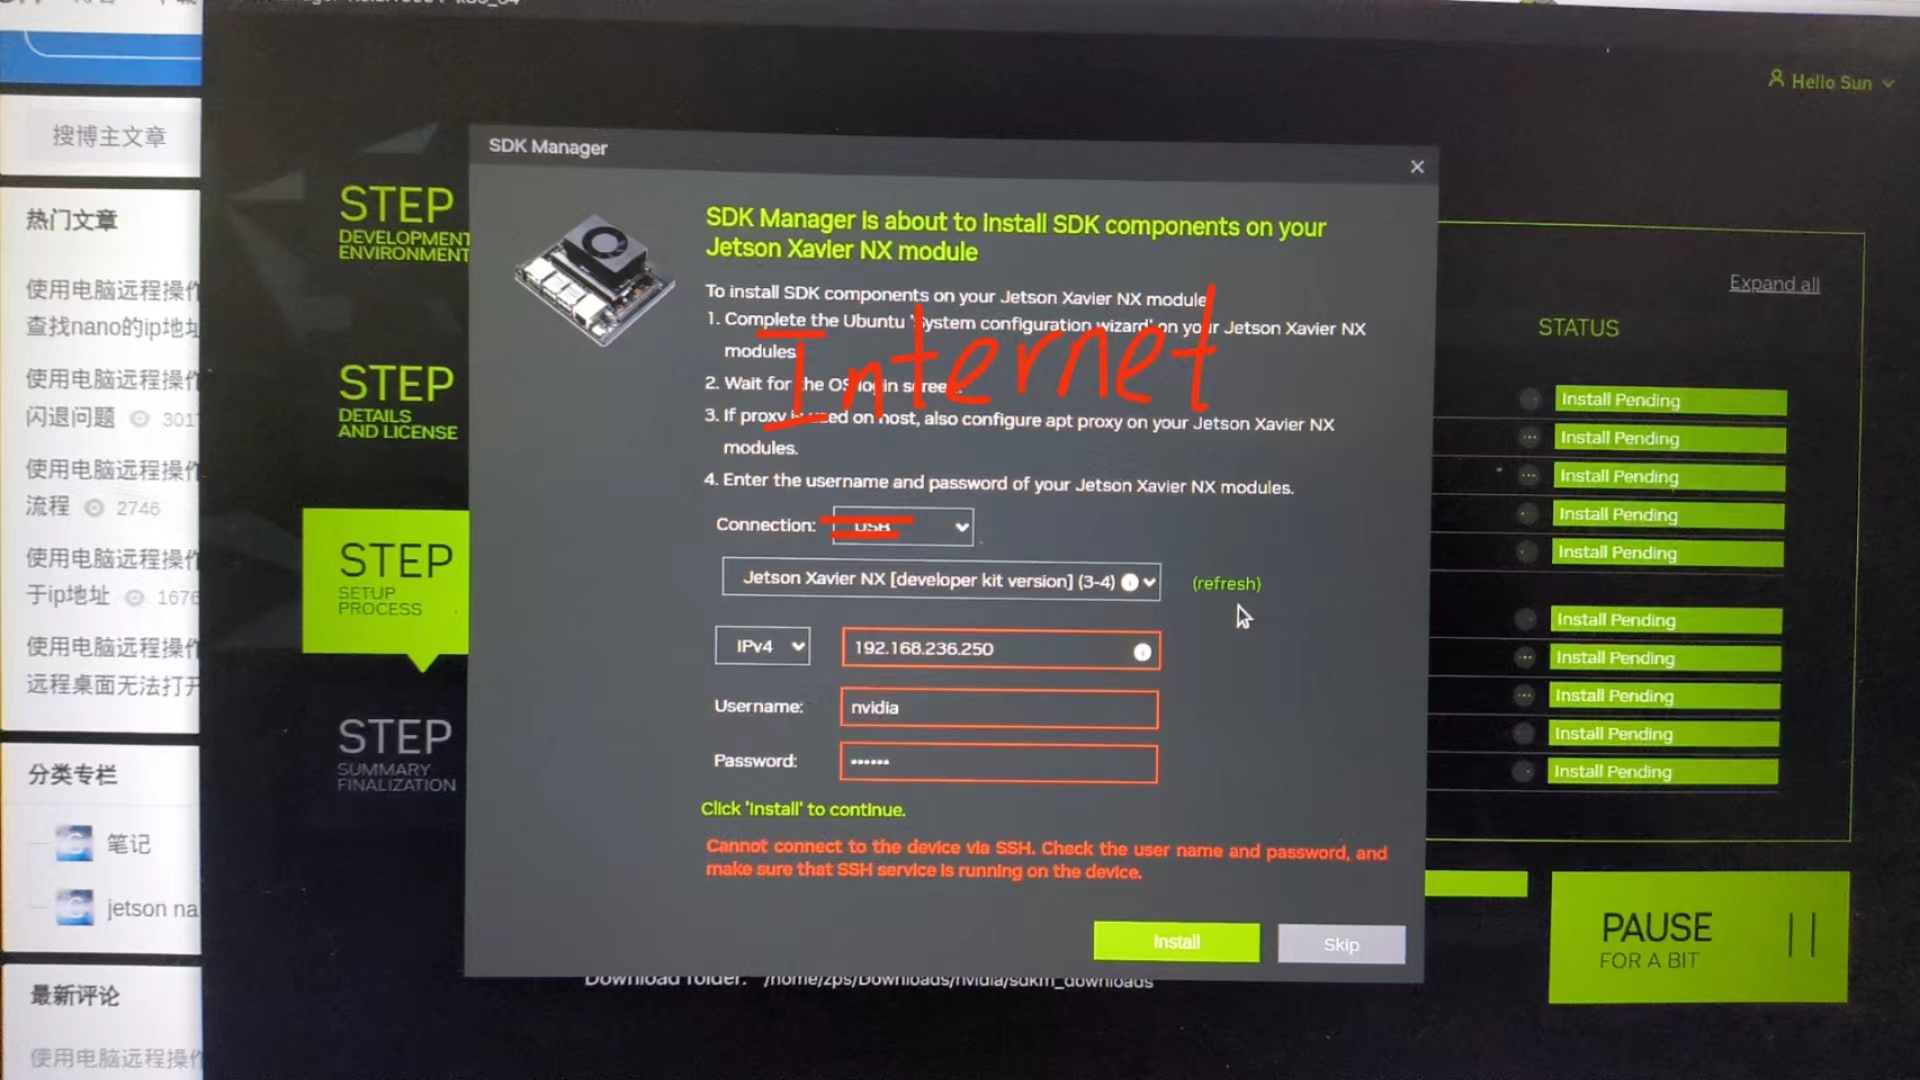 搜博主文章
热门文章
使用电脑远程操作
查找nano的ip地址
使用电脑远程操作
闪退问题 301
使用电脑远程操作
流程 2746
使用电脑远程操作
于ip地址 1676
使用电脑远程操作
远程桌面无法打开
分类专栏
笔记
jetson na
最新评论
使用电脑远程操作
Hello Sun
STEP
DEVELOPMENT
ENVIRONMENT
STEP
DETAILS
AND LICENSE
STEP
SETUP
PROCESS
STEP
SUMMARY
FINALIZATION
SDK Manager
SDK Manager is about to install SDK components on your
Jetson Xavier NX module
To install SDK components on your Jetson Xavier NX module
1. Complete the Ubuntu 'System configuration wizard' on your Jetson Xavier NX
modules.
2. Wait for the OS login screen.
3. If proxy is used on host, also configure apt proxy on your Jetson Xavier NX
modules.
4. Enter the username and password of your Jetson Xavier NX modules.
Internet
Connection: USB
Jetson Xavier NX [developer kit version] (3-4)
(refresh)
IPv4 192.168.236.250
Username: nvidia
Password: ••••••
Click 'Install' to continue.
Cannot connect to the device via SSH. Check the user name and password, and
make sure that SSH service is running on the device.
Install
Skip
Download folder: /home/zps/Downloads/nvidia/sdkm_downloads
Expand all
STATUS
Install Pending
Install Pending
Install Pending
Install Pending
Install Pending
Install Pending
Install Pending
Install Pending
Install Pending
Install Pending
PAUSE
FOR A BIT